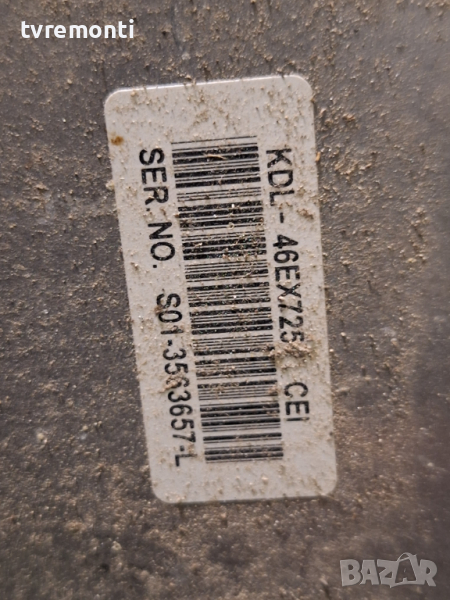 tvremonti
KDL - 46EX725 CEi
SER. NO. S01-3563657-L
BAZAR